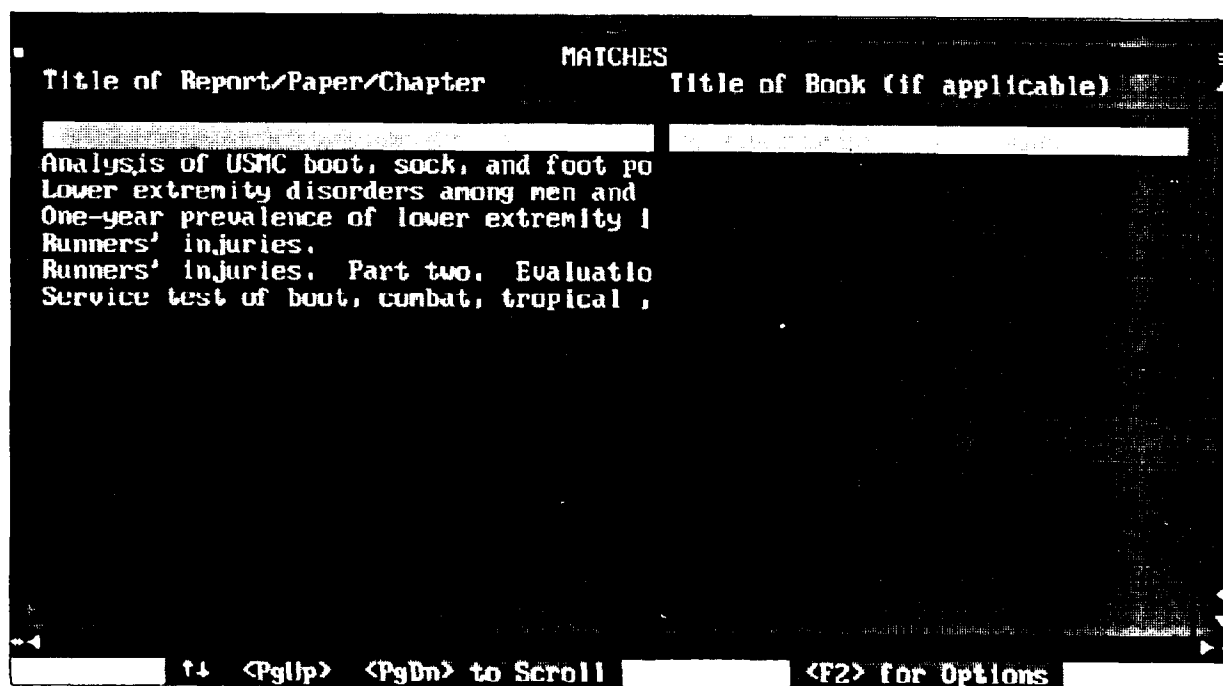 MATCHES
Title of Report/Paper/Chapter Title of Book (if applicable)
Analysis of USMC boot, sock, and foot po
Lower extremity disorders among men and
One-year prevalence of lower extremity i
Runners' injuries.
Runners' injuries. Part two. Evaluatio
Service test of boot, combat, tropical ,
↑↓ <PgUp> <PgDn> to Scroll <F2> for Options